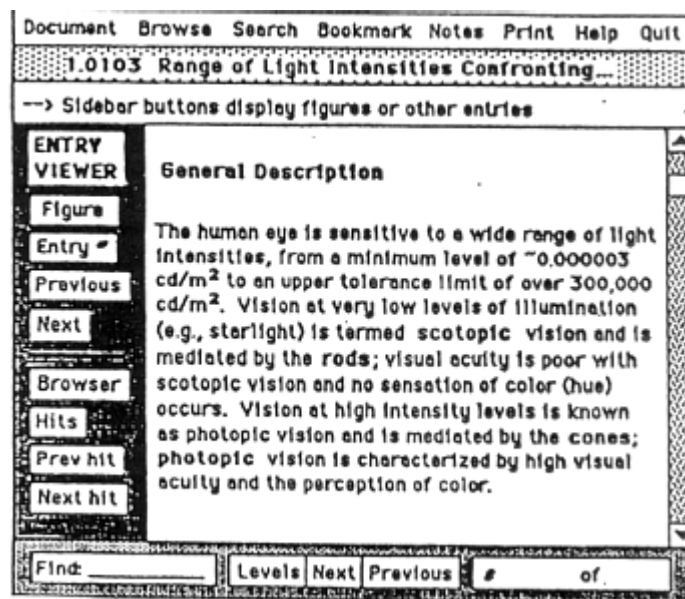 Document Browse Search Bookmark Notes Print Help Quit
1.0103 Range of Light Intensities Confronting...
--> Sidebar buttons display figures or other entries
ENTRY
VIEWER
Figure
Entry #
Previous
Next
Browser
Hits
Prev hit
Next hit
General Description
The human eye is sensitive to a wide range of light
intensities, from a minimum level of ~0.000003
cd/m² to an upper tolerance limit of over 300,000
cd/m². Vision at very low levels of illumination
(e.g., starlight) is termed scotopic vision and is
mediated by the rods; visual acuity is poor with
scotopic vision and no sensation of color (hue)
occurs. Vision at high intensity levels is known
as photopic vision and is mediated by the cones;
photopic vision is characterized by high visual
acuity and the perception of color.
Find: ________ Levels Next Previous # of